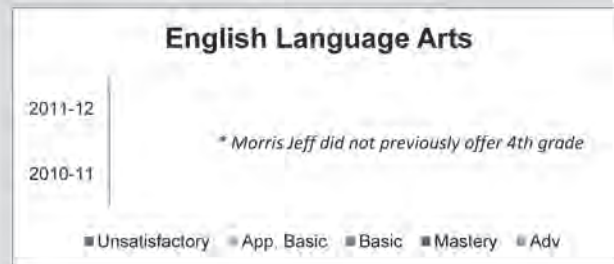 English Language Arts
2011-12
* Morris Jeff did not previously offer 4th grade
2010-11
Unsatisfactory App. Basic Basic Mastery Adv